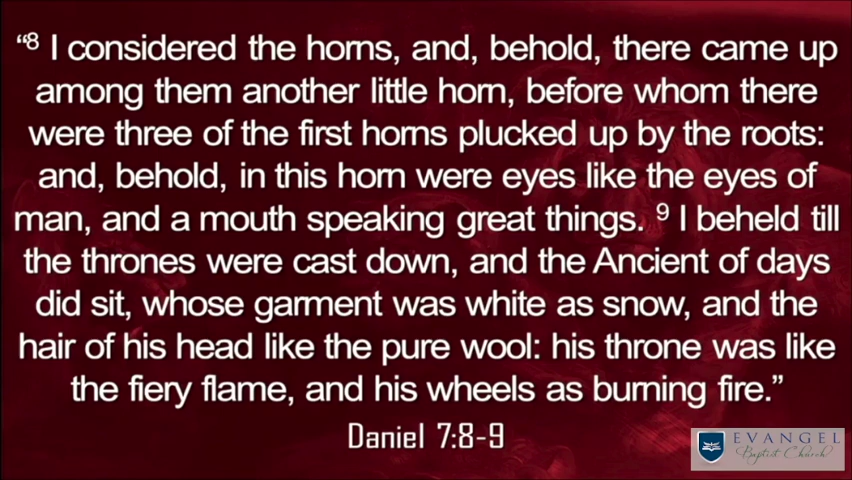 “⁸ I considered the horns, and, behold, there came up
among them another little horn, before whom there
were three of the first horns plucked up by the roots:
and, behold, in this horn were eyes like the eyes of
man, and a mouth speaking great things. ⁹ I beheld till
the thrones were cast down, and the Ancient of days
did sit, whose garment was white as snow, and the
hair of his head like the pure wool: his throne was like
the fiery flame, and his wheels as burning fire.”
Daniel 7:8-9
EVANGEL
Baptist Church